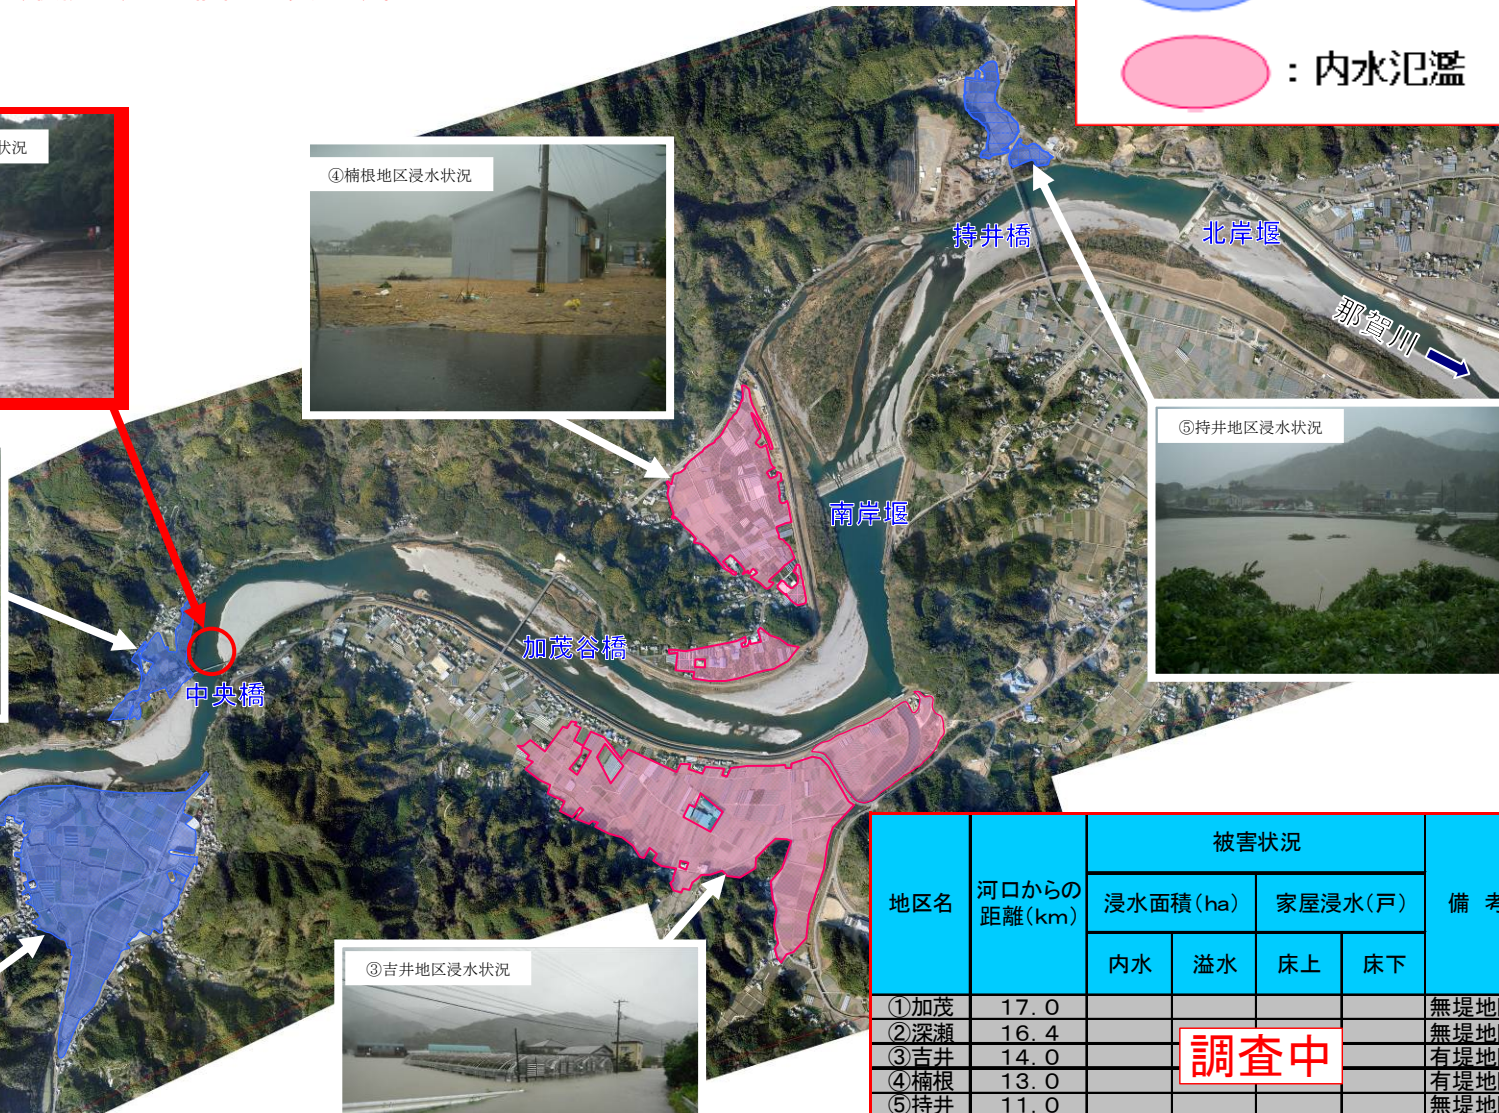 ：内水氾濫
状況
④楠根地区浸水状況
持井橋
北岸堰
那賀川
⑤持井地区浸水状況
南岸堰
加茂谷橋
中央橋
③吉井地区浸水状況
地区名
河口からの
距離(km)
被害状況
浸水面積(ha)
家屋浸水(戸)
備 考
内水
溢水
床上
床下
①加茂 17.0 無堤地
②深瀬 16.4 無堤地
③吉井 14.0 有堤地
④楠根 13.0 有堤地
⑤持井 11.0 無堤地
調査中